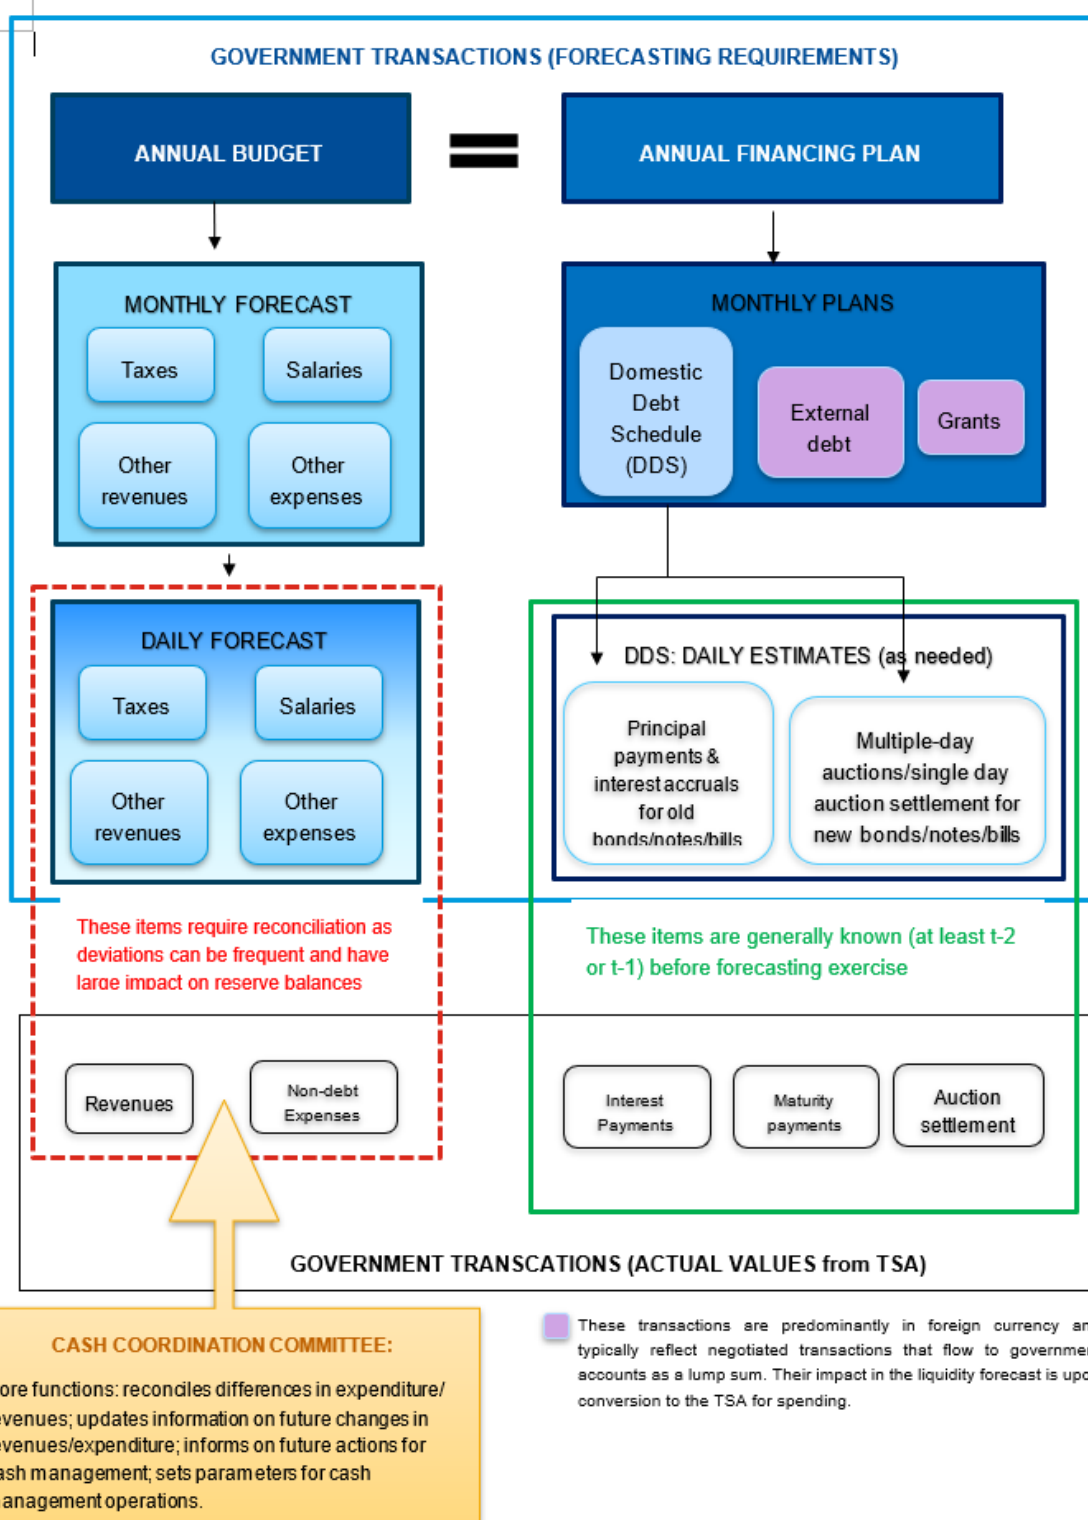 GOVERNMENT TRANSACTIONS (FORECASTING REQUIREMENTS)
ANNUAL BUDGET
ANNUAL FINANCING PLAN
MONTHLY FORECAST
Taxes
Salaries
Other
revenues
Other
expenses
MONTHLY PLANS
Domestic
Debt
Schedule
(DDS)
External
debt
Grants
DAILY FORECAST
Taxes
Salaries
Other
revenues
Other
expenses
DDS: DAILY ESTIMATES (as needed)
Principal
payments &
interest accruals
for old
bonds/notes/bills
Multiple-day
auctions/single day
auction settlement for
new bonds/notes/bills
These items require reconciliation as
deviations can be frequent and have
large impact on reserve balances
These items are generally known (at least t-2
or t-1) before forecasting exercise
Revenues
Non-debt
Expenses
Interest
Payments
Maturity
payments
Auction
settlement
GOVERNMENT TRANSCATIONS (ACTUAL VALUES from TSA)
CASH COORDINATION COMMITTEE:
ore functions: reconciles differences in expenditure/
evenues; updates information on future changes in
evenues/expenditure; informs on future actions for
ash management; sets parameters for cash
anagement operations.
These transactions are predominantly in foreign currency an
typically reflect negotiated transactions that flow to governmen
accounts as a lump sum. Their impact in the liquidity forecast is upo
conversion to the TSA for spending.